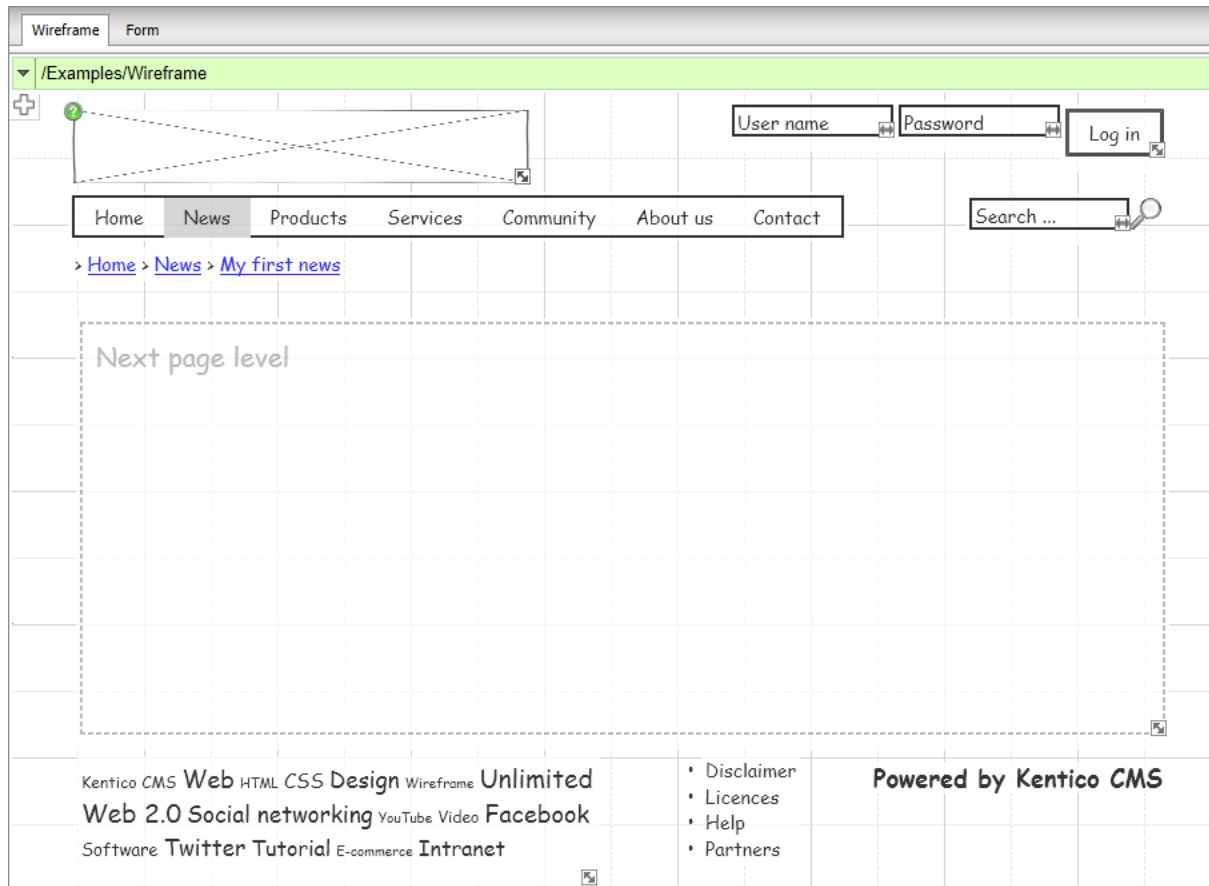 Wireframe Form
/Examples/Wireframe
?
User name Password Log in
Home News Products Services Community About us Contact
Search ...
> Home > News > My first news
Next page level
Kentico CMS Web HTML CSS Design Wireframe Unlimited
Web 2.0 Social networking YouTube Video Facebook
Software Twitter Tutorial E-commerce Intranet
• Disclaimer
• Licences
• Help
• Partners
Powered by Kentico CMS